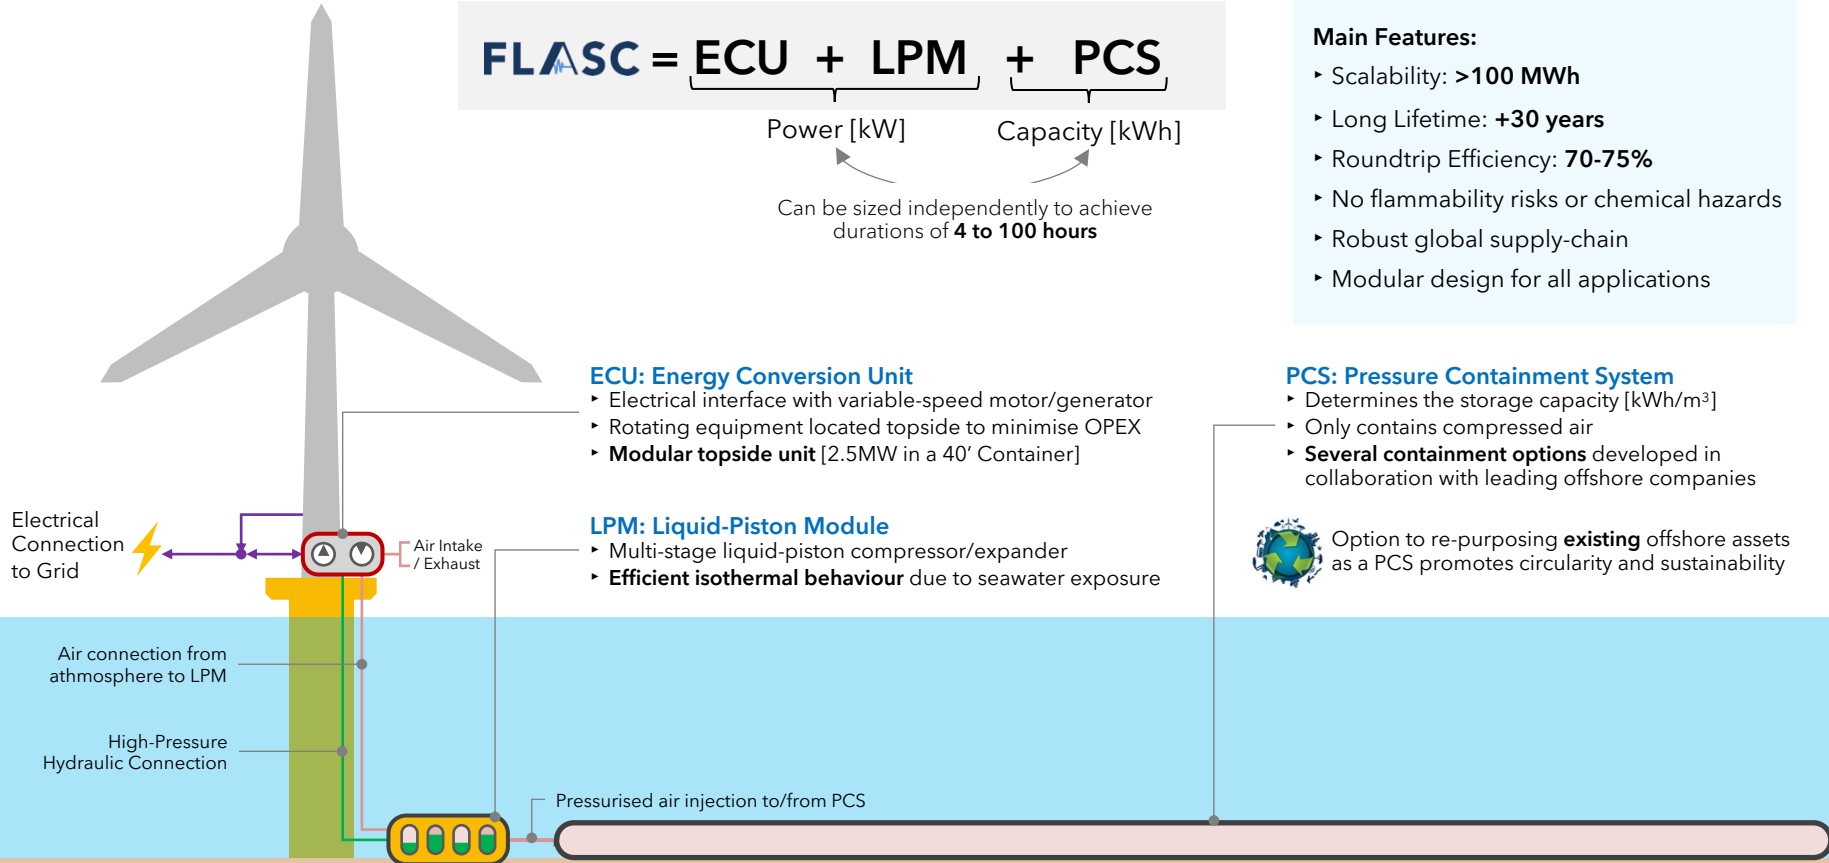 FLASC = ECU + LPM + PCS
Power [kW]
Capacity [kWh]
Can be sized independently to achieve
durations of 4 to 100 hours
Main Features:
‣ Scalability: >100 MWh
‣ Long Lifetime: +30 years
‣ Roundtrip Efficiency: 70-75%
‣ No flammability risks or chemical hazards
‣ Robust global supply-chain
‣ Modular design for all applications
ECU: Energy Conversion Unit
‣ Electrical interface with variable-speed motor/generator
‣ Rotating equipment located topside to minimise OPEX
‣ Modular topside unit [2.5MW in a 40’ Container]
PCS: Pressure Containment System
‣ Determines the storage capacity [kWh/m³]
‣ Only contains compressed air
‣ Several containment options developed in
collaboration with leading offshore companies
LPM: Liquid-Piston Module
‣ Multi-stage liquid-piston compressor/expander
‣ Efficient isothermal behaviour due to seawater exposure
Option to re-purposing existing offshore assets
as a PCS promotes circularity and sustainability
Electrical
Connection
to Grid
Air Intake
/ Exhaust
Air connection from
athmosphere to LPM
High-Pressure
Hydraulic Connection
Pressurised air injection to/from PCS